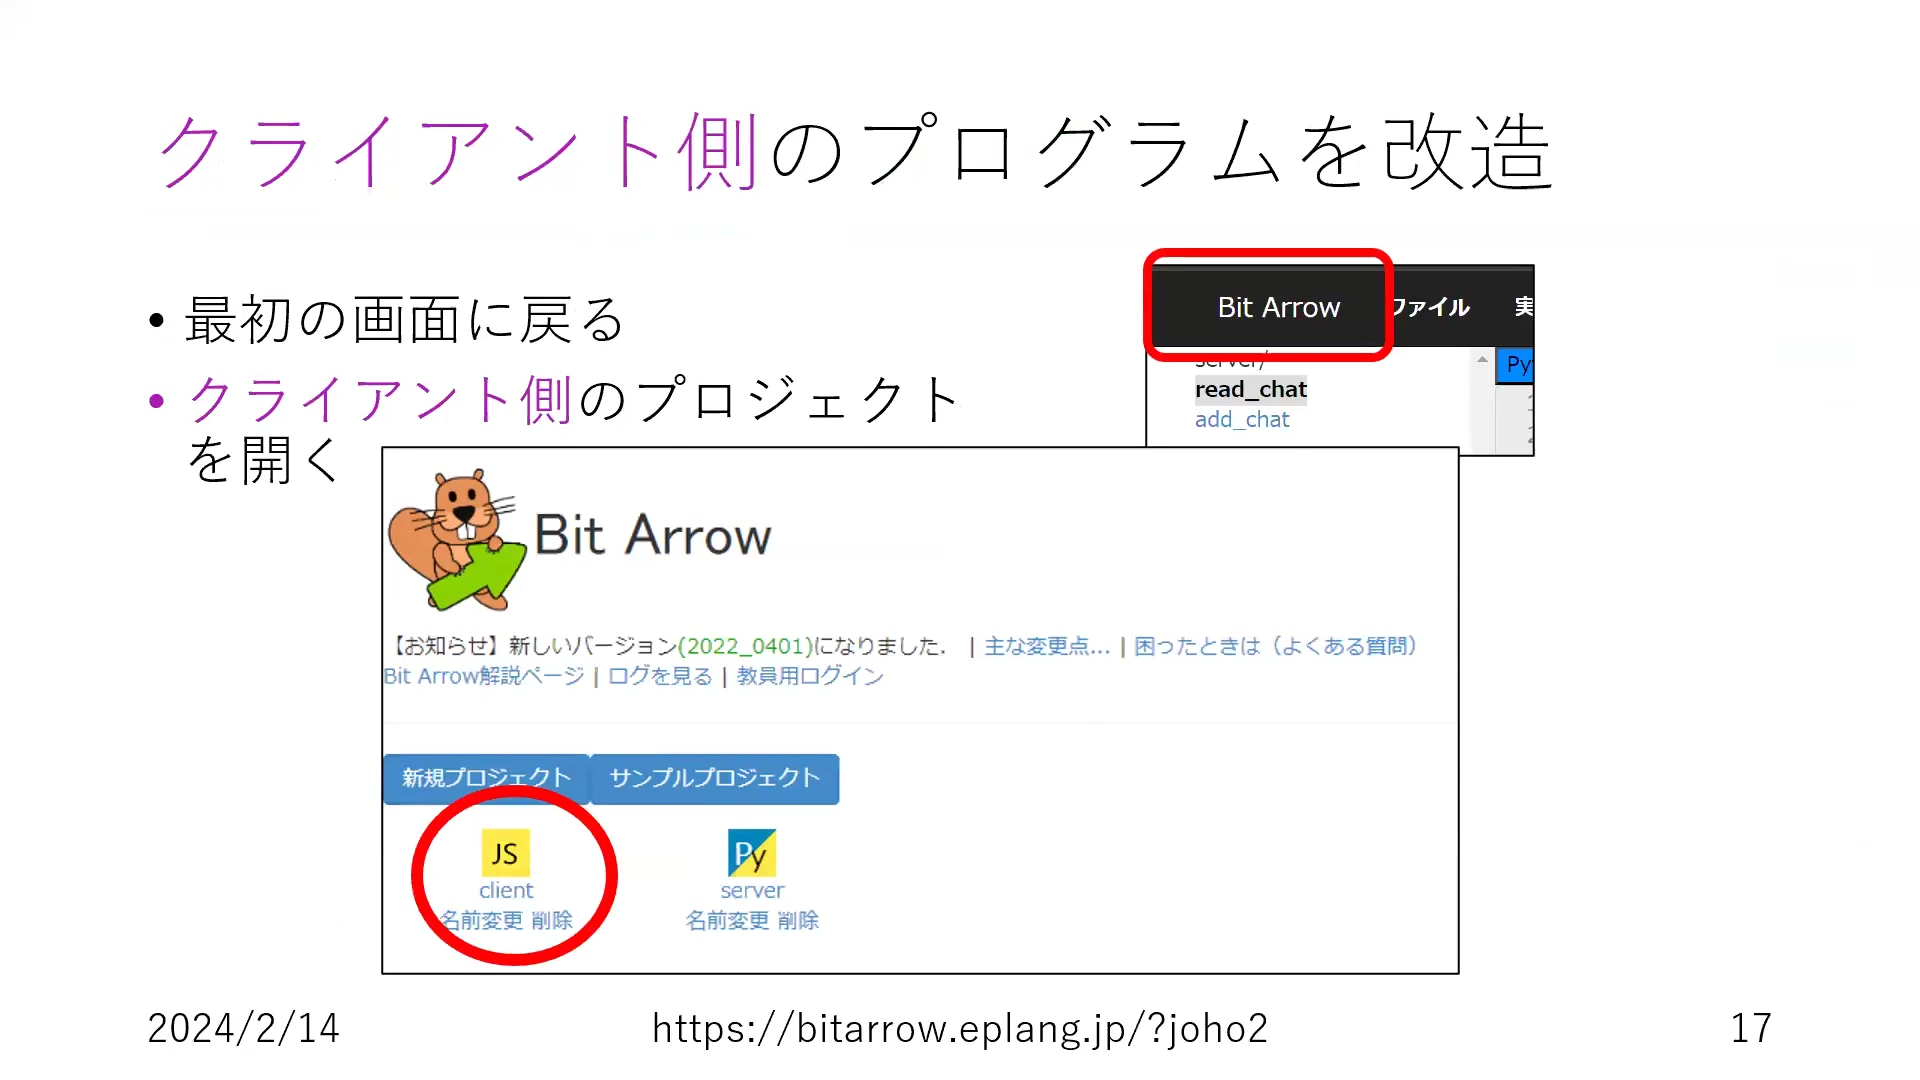 クライアント側のプログラムを改造
• 最初の画面に戻る
• クライアント側のプロジェクト
を開く
Bit Arrow ファイル 実
server/
Py
read_chat
add_chat
Bit Arrow
【お知らせ】新しいバージョン(2022_0401)になりました. | 主な変更点... | 困ったときは（よくある質問）
Bit Arrow解説ページ | ログを見る | 教員用ログイン
新規プロジェクト サンプルプロジェクト
JS Py
client server
名前変更 削除 名前変更 削除
2024/2/14 https://bitarrow.eplang.jp/?joho2 17